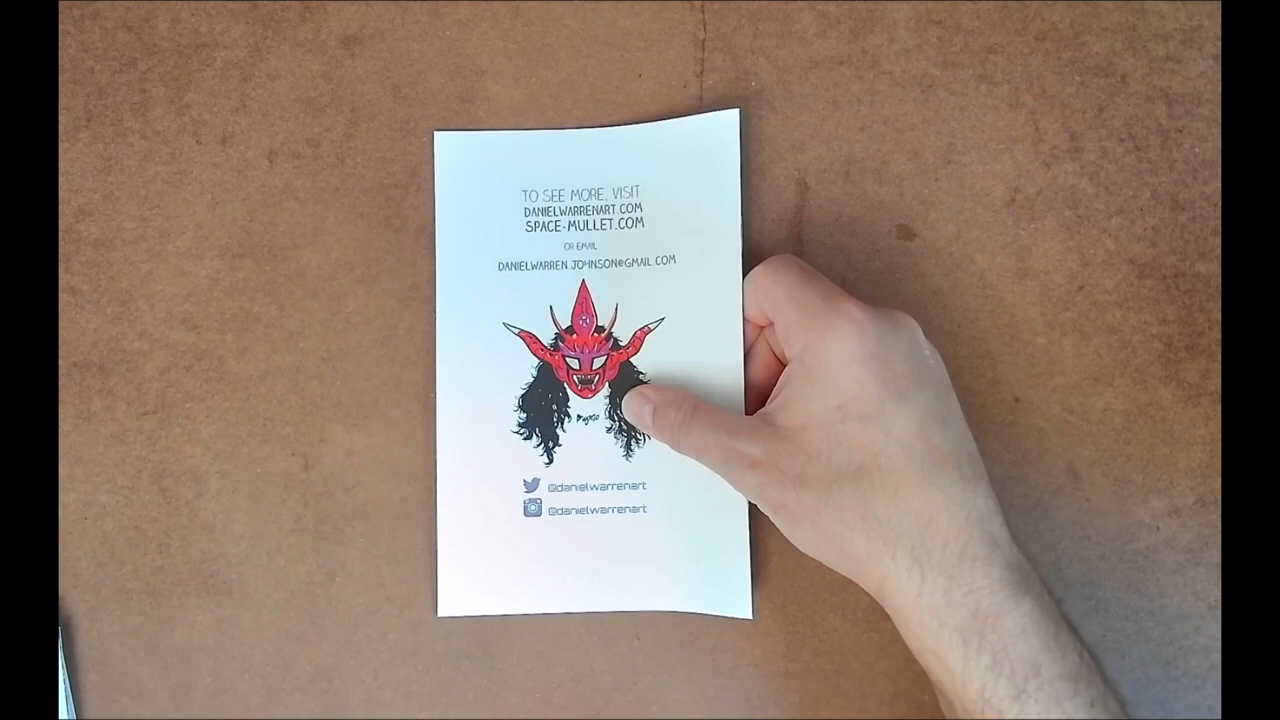 TO SEE MORE, VISIT
DANIELWARRENART.COM
SPACE-MULLET.COM
OR EMAIL
DANIELWARREN.JOHNSON@GMAIL.COM
@danielwarrenart
@danielwarrenart